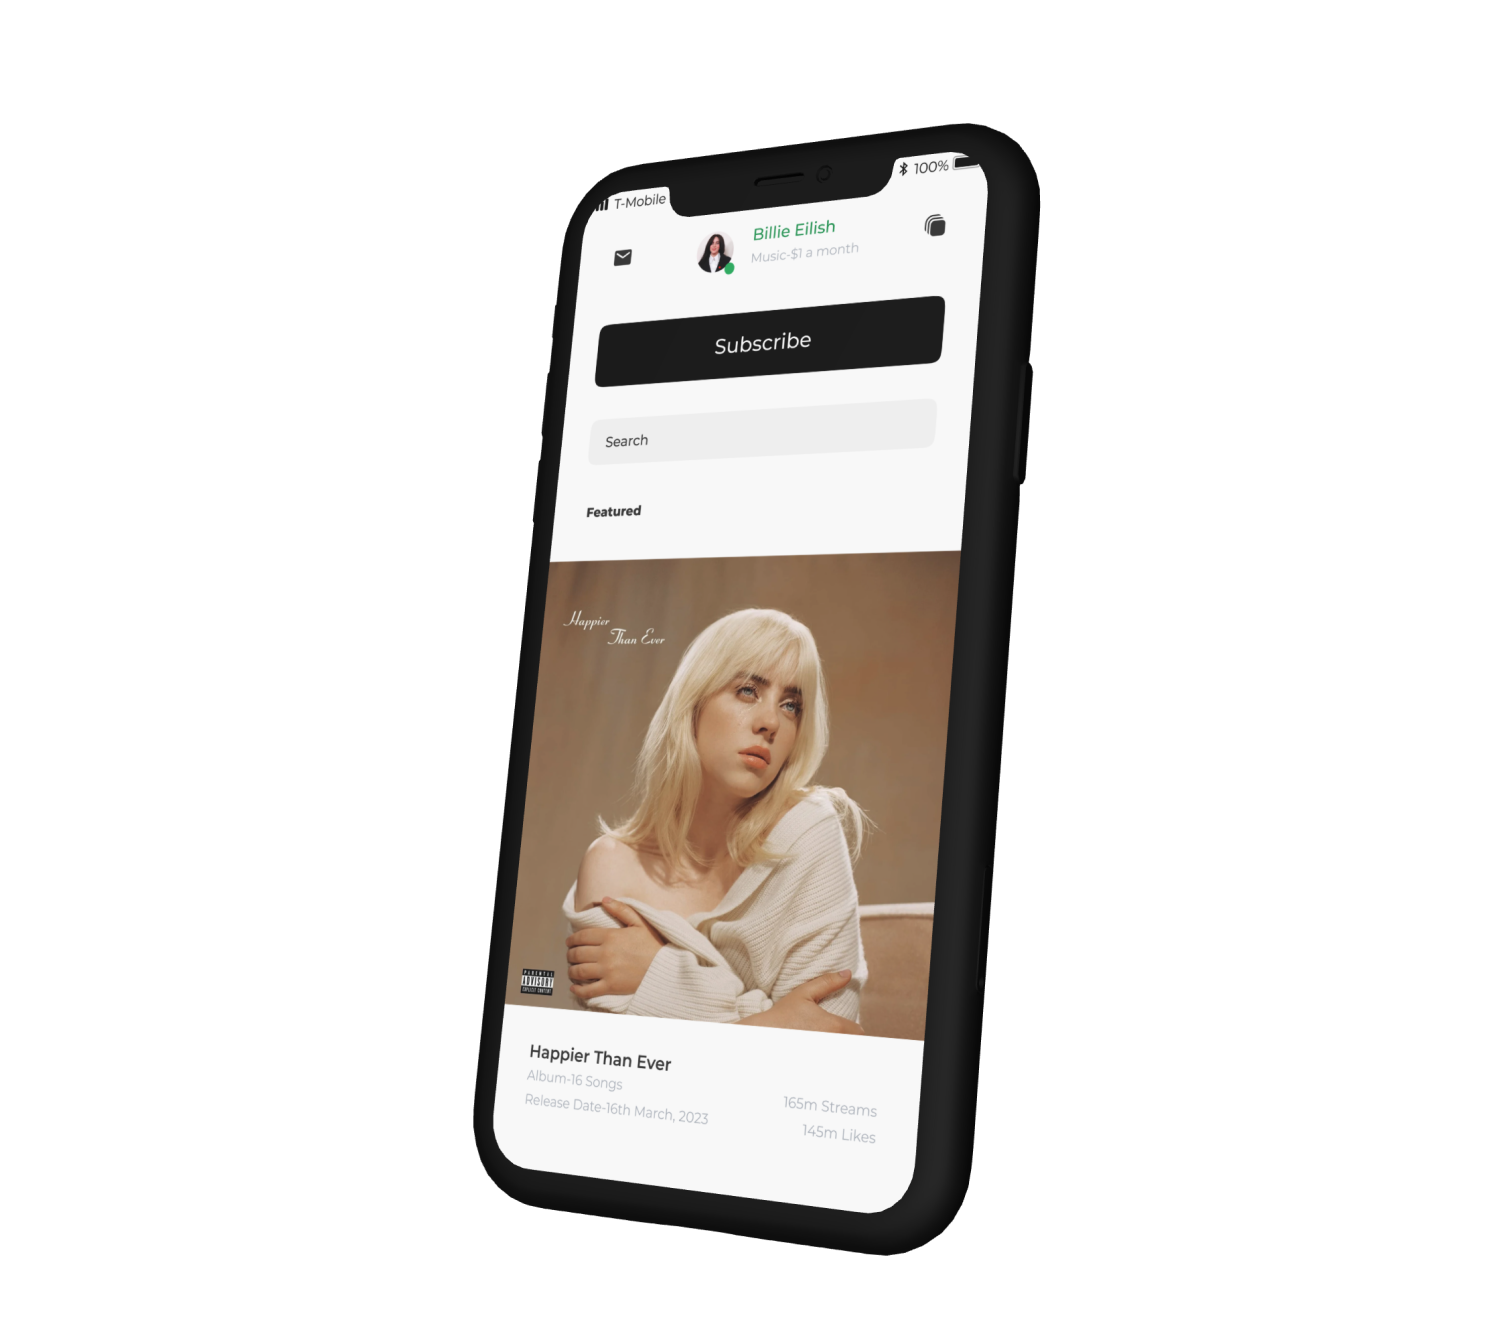 T-Mobile
100%
Billie Eilish
Music-$1 a month
Subscribe
Search
Featured
Happier
Than Ever
PARENTAL
ADVISORY
EXPLICIT CONTENT
Happier Than Ever
Album-16 Songs
Release Date-16th March, 2023
165m Streams
145m Likes